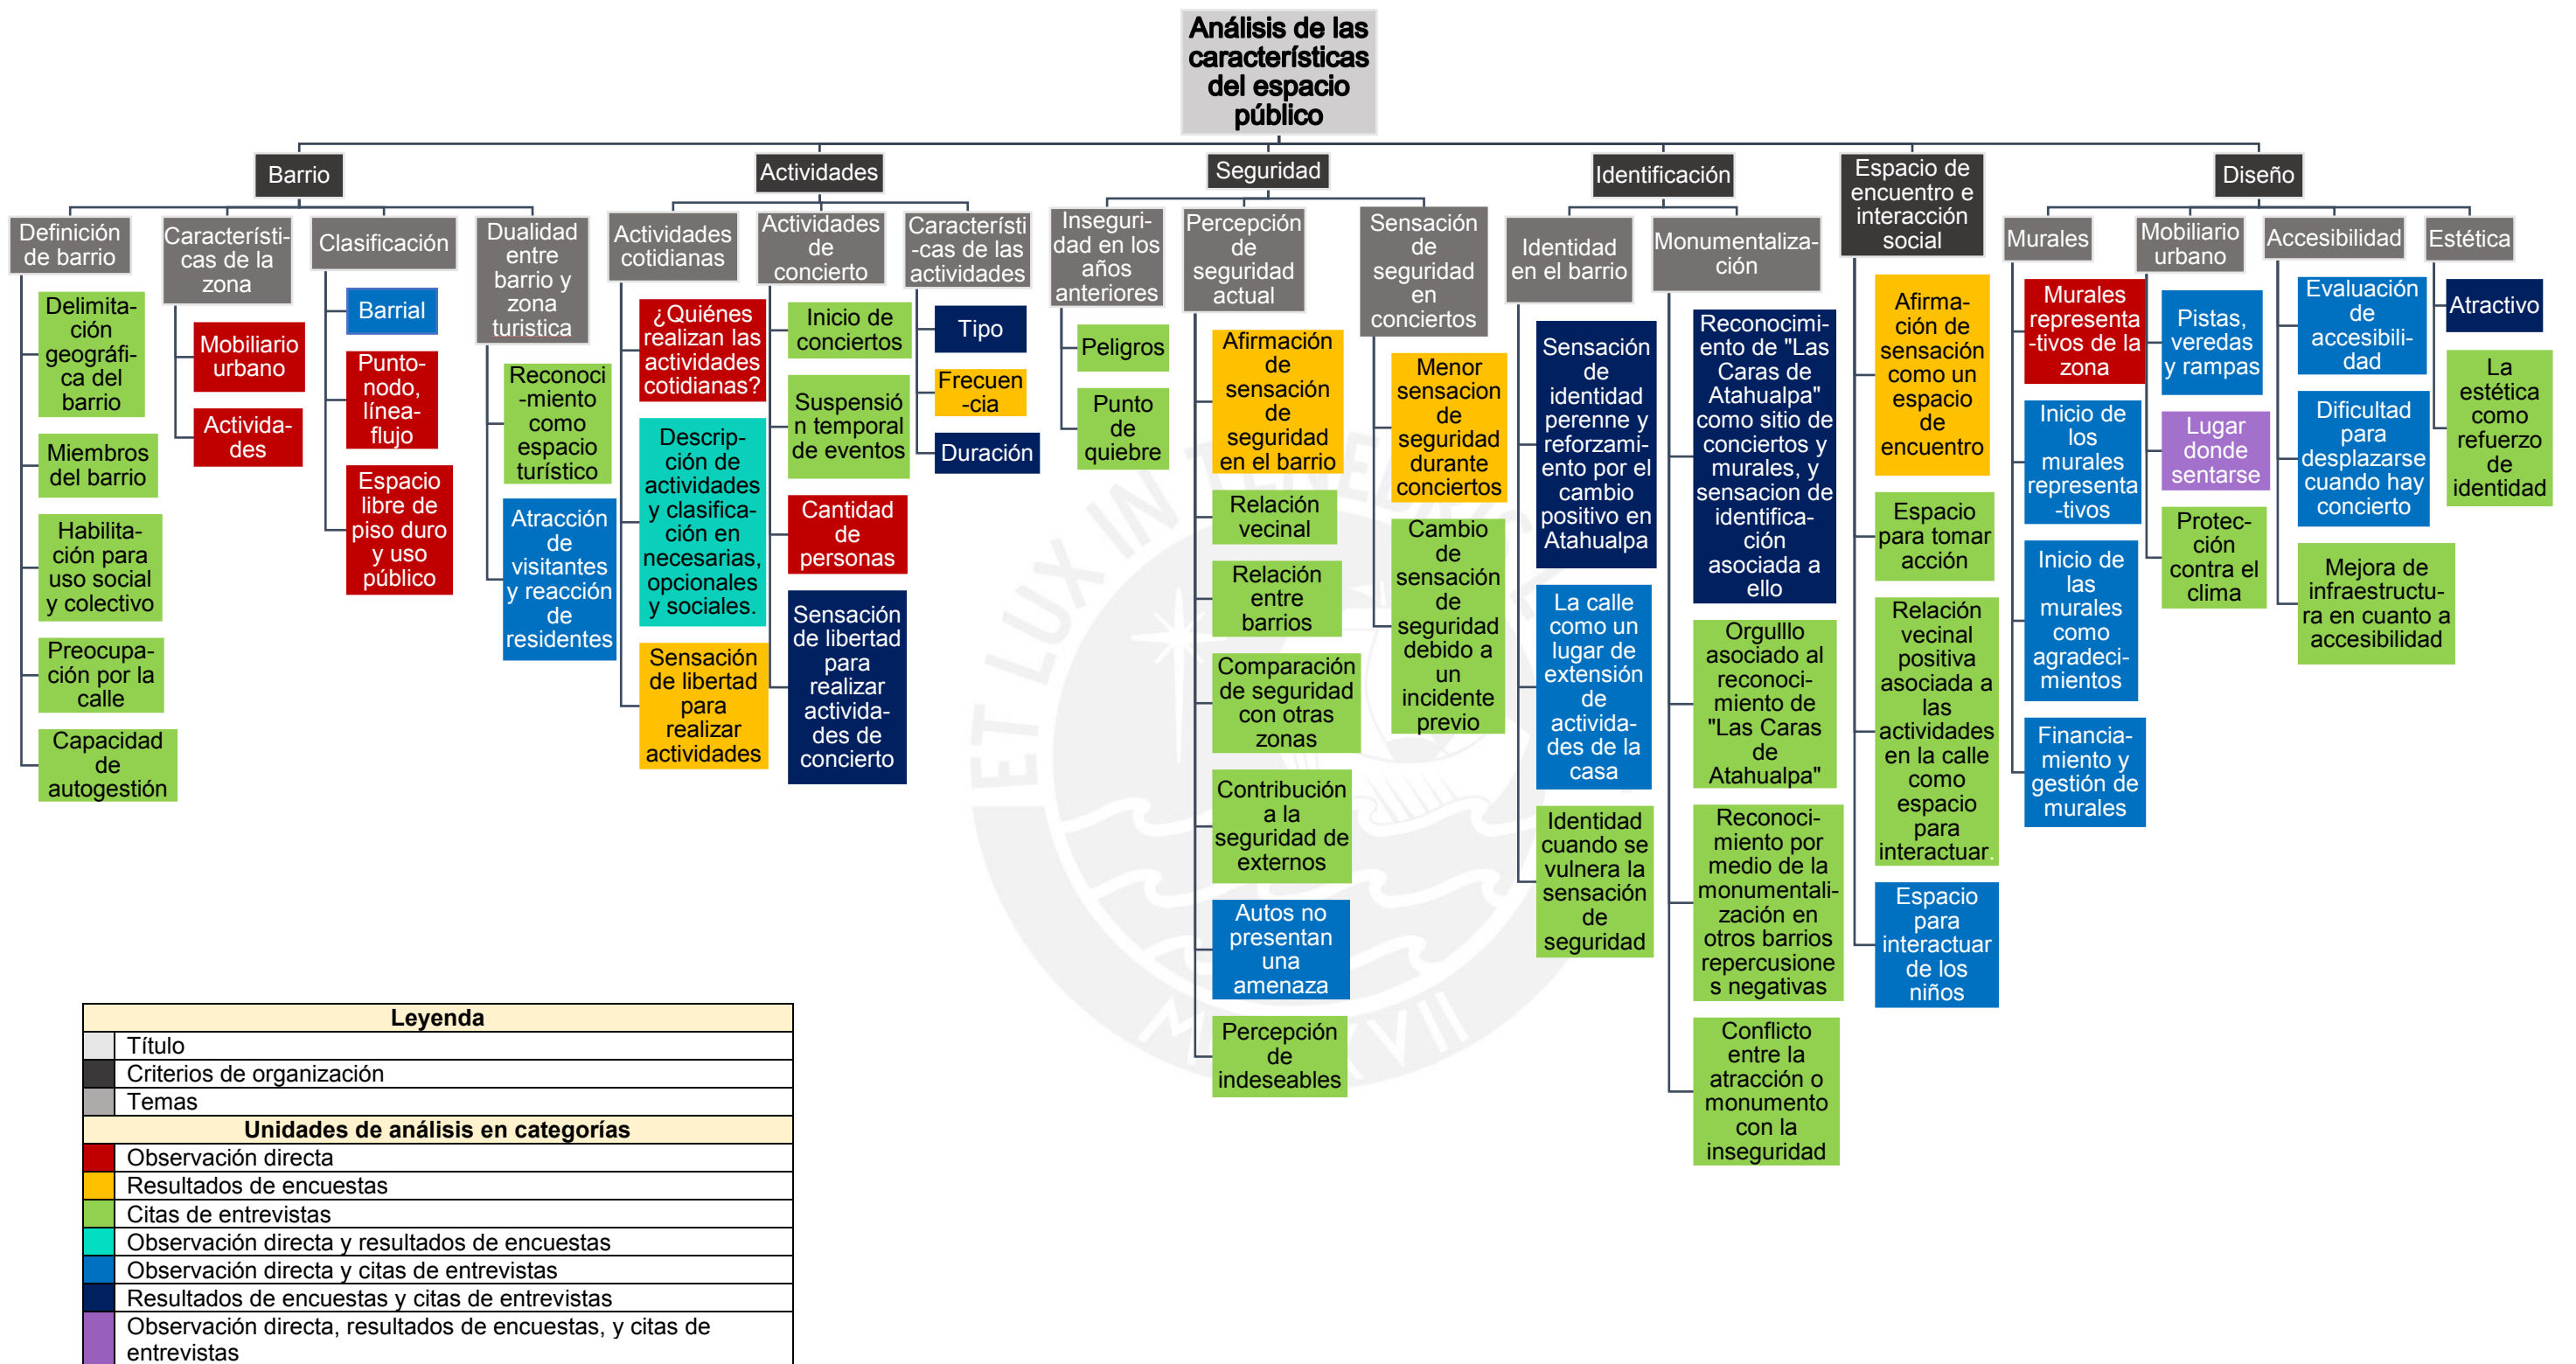 Análisis de las
características
del espacio
público
Barrio
Definición
de barrio
Delimita-
ción
geográfi-
ca del
barrio
Miembros
del barrio
Habilita-
ción para
uso social
y colectivo
Preocupa-
ción por la
calle
Capacidad
de
autogestión
Característi-
cas de la
zona
Mobiliario
urbano
Activida-
des
Clasificación
Barrial
Punto-
nodo,
línea-
flujo
Espacio
libre de
piso duro
y uso
público
Dualidad
entre
barrio y
zona
turistica
Reconoci
-miento
como
espacio
turístico
Atracción
de
visitantes
y reacción
de
residentes
Actividades
Actividades
cotidianas
¿Quiénes
realizan las
actividades
cotidianas?
Descrip-
ción de
actividades
y clasifica-
ción en
necesarias,
opcionales
y sociales.
Sensación
de libertad
para
realizar
actividades
Actividades
de
concierto
Inicio de
conciertos
Suspensió
n temporal
de eventos
Cantidad
de
personas
Sensación
de libertad
para
realizar
activida-
des de
concierto
Característi
-cas de las
actividades
Tipo
Frecuen
-cia
Duración
Seguridad
Inseguri-
dad en los
años
anteriores
Peligros
Punto
de
quiebre
Percepción
de
seguridad
actual
Afirmación
de
sensación
de
seguridad
en el barrio
Relación
vecinal
Relación
entre
barrios
Comparación
de seguridad
con otras
zonas
Contribución
a la
seguridad de
externos
Autos no
presentan
una
amenaza
Percepción
de
indeseables
Sensación
de
seguridad
en
conciertos
Menor
sensacion
de
seguridad
durante
conciertos
Cambio
de
sensación
de
seguridad
debido a
un
incidente
previo
Identificación
Identidad
en el barrio
Sensación
de
identidad
perenne y
reforzami-
ento por el
cambio
positivo en
Atahualpa
La calle
como un
lugar de
extensión
de
activida-
des de la
casa
Identidad
cuando se
vulnera la
sensación
de
seguridad
Monumentaliza-
ción
Reconocimi-
ento de "Las
Caras de
Atahualpa"
como sitio de
conciertos y
murales, y
sensacion de
identifica-
ción
asociada a
ello
Orgulllo
asociado al
reconoci-
miento de
"Las Caras
de
Atahualpa"
Reconoci-
miento por
medio de la
monumentali-
zación en
otros barrios
repercusione
s negativas
Conflicto
entre la
atracción o
monumento
con la
inseguridad
Espacio de
encuentro e
interacción
social
Afirma-
ción de
sensación
como un
espacio
de
encuentro
Espacio
para tomar
acción
Relación
vecinal
positiva
asociada a
las
actividades
en la calle
como
espacio
para
interactuar.
Espacio
para
interactuar
de los
niños
Diseño
Murales
Murales
representa
-tivos de la
zona
Inicio de
los
murales
representa
-tivos
Inicio de
las
murales
como
agradeci-
mientos
Financia-
miento y
gestión de
murales
Mobiliario
urbano
Pistas,
veredas
y rampas
Lugar
donde
sentarse
Protec-
ción
contra el
clima
Accesibilidad
Evaluación
de
accesibili-
dad
Dificultad
para
desplazarse
cuando hay
concierto
Mejora de
infraestructu-
ra en cuanto a
accesibilidad
Estética
Atractivo
La
estética
como
refuerzo
de
identidad
Leyenda
Título
Criterios de organización
Temas
Unidades de análisis en categorías
Observación directa
Resultados de encuestas
Citas de entrevistas
Observación directa y resultados de encuestas
Observación directa y citas de entrevistas
Resultados de encuestas y citas de entrevistas
Observación directa, resultados de encuestas, y citas de
entrevistas
ET LUX IN